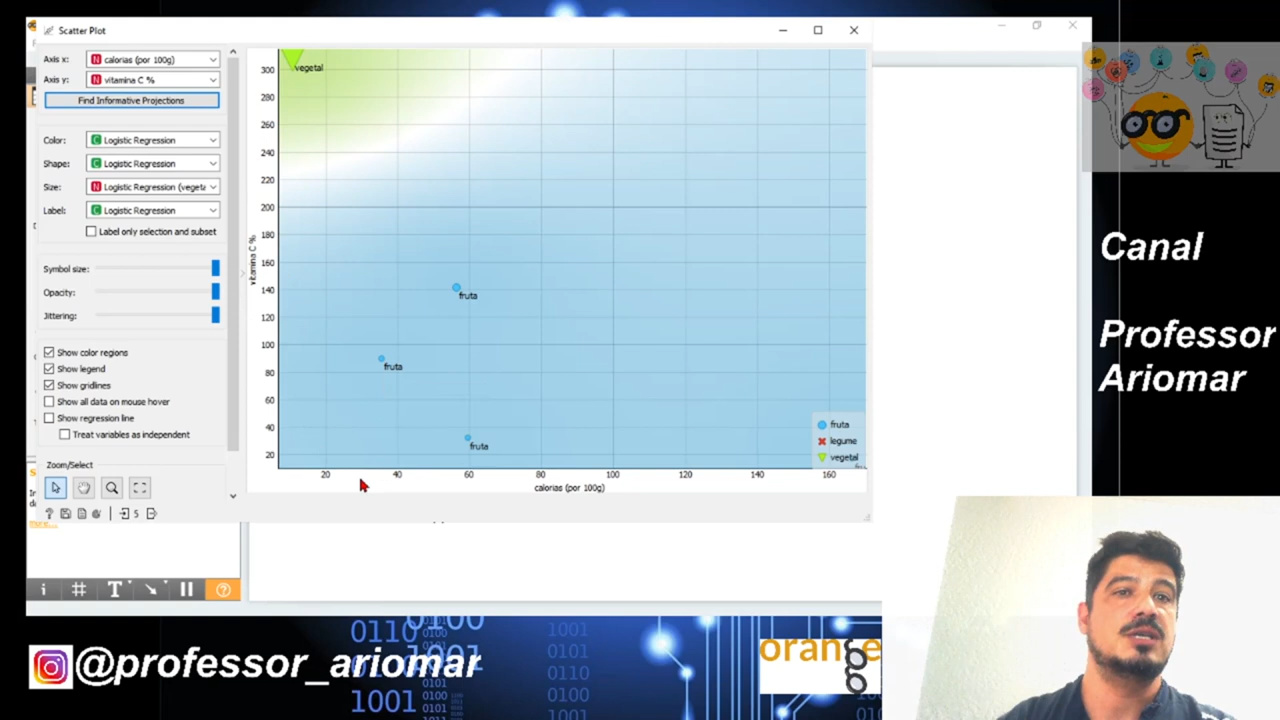 Scatter Plot
Axis x: N calorias (por 100g)
Axis y: N vitamina C %
Find Informative Projections
Color: C Logistic Regression
Shape: C Logistic Regression
Size: N Logistic Regression (vegeta
Label: C Logistic Regression
Label only selection and subset
Symbol size:
Opacity:
Jittering:
Show color regions
Show legend
Show gridlines
Show all data on mouse hover
Show regression line
Treat variables as independent
Zoom/Select
5
vitamina C %
300
280
260
240
220
200
180
160
140
120
100
80
60
40
20
vegetal
fruta
fruta
fruta
fruta
legume
vegetal
20 40 60 80 100 120 140 160
calorias (por 100g)
Canal
Professor
Ariomar
@professor_ariomar
orange
0110 0100 1001
1001 0101 0110 0100